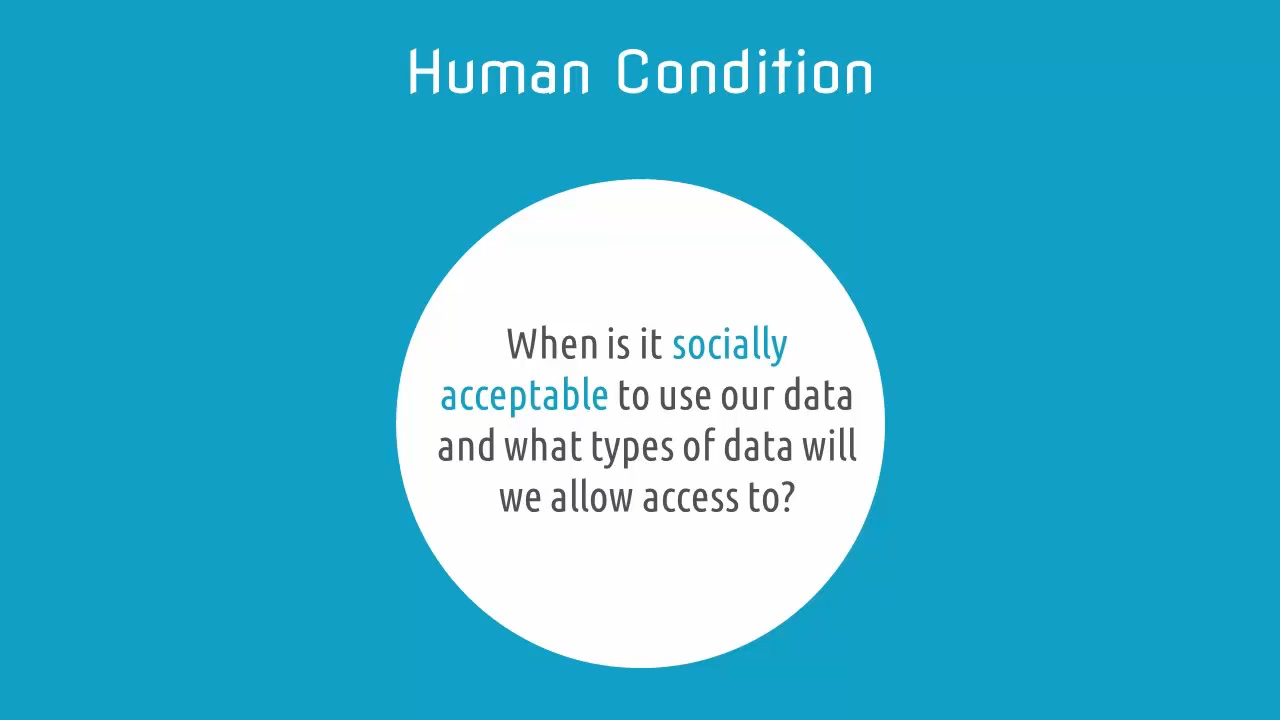 Human Condition
When is it socially
acceptable to use our data
and what types of data will
we allow access to?